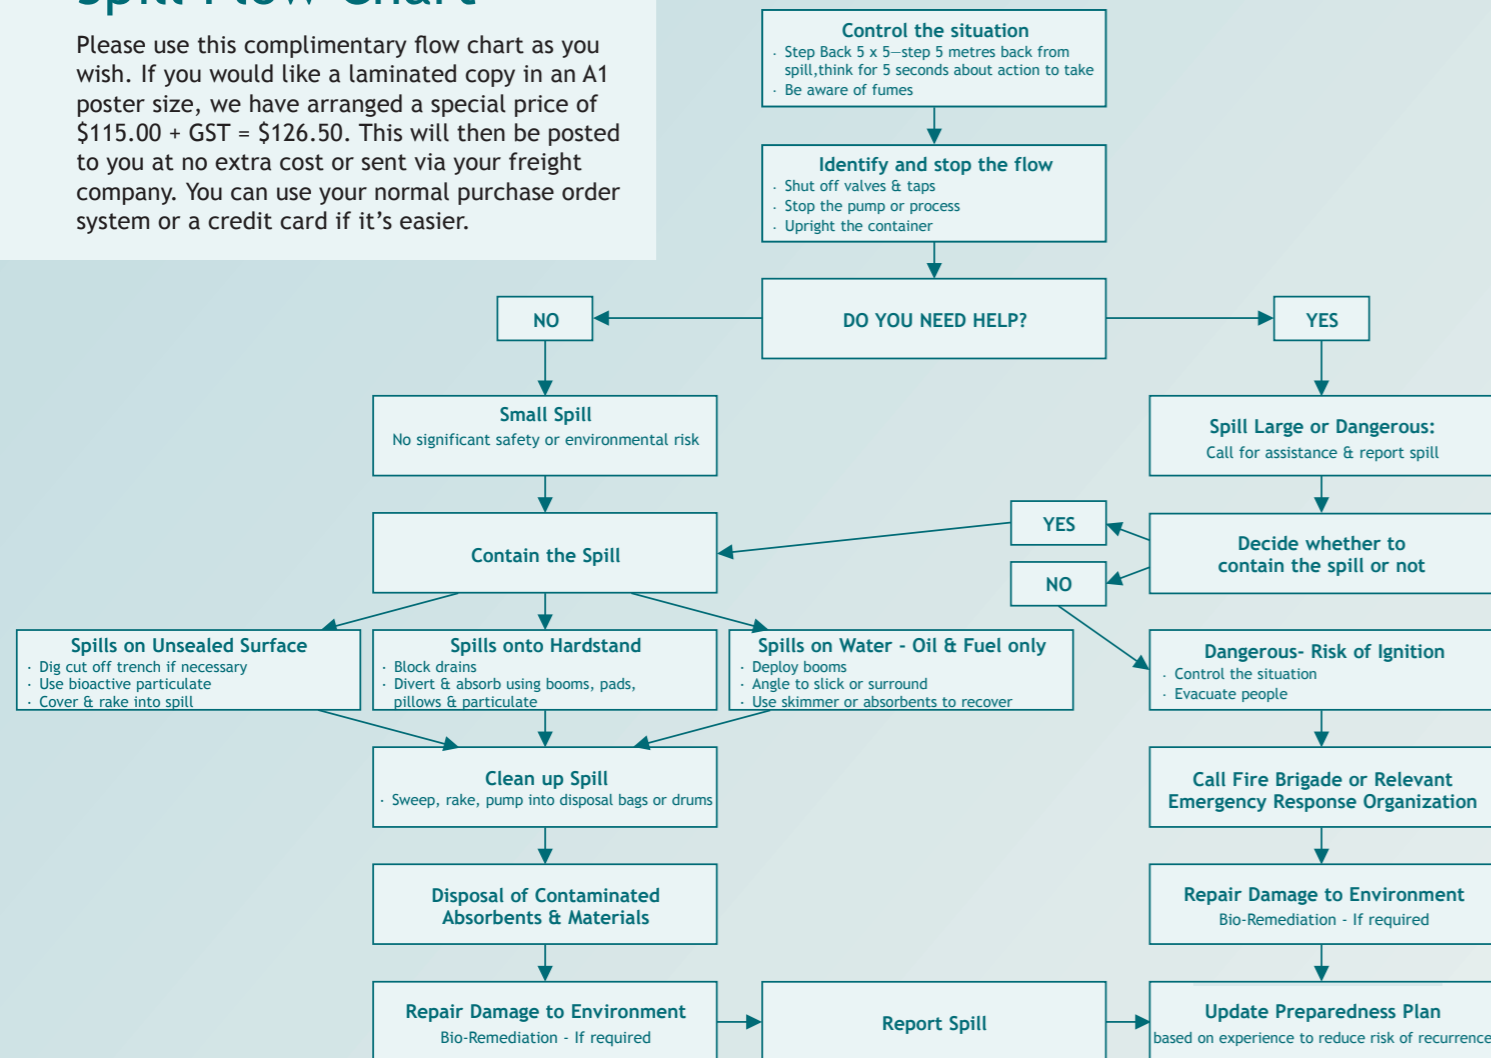 Spill Flow Chart
Please use this complimentary flow chart as you
wish. If you would like a laminated copy in an A1
poster size, we have arranged a special price of
$115.00 + GST = $126.50. This will then be posted
to you at no extra cost or sent via your freight
company. You can use your normal purchase order
system or a credit card if it’s easier.
Control the situation
· Step Back 5 x 5—step 5 metres back from
spill,think for 5 seconds about action to take
· Be aware of fumes
Identify and stop the flow
· Shut off valves & taps
· Stop the pump or process
· Upright the container
NO
DO YOU NEED HELP?
YES
Small Spill
No significant safety or environmental risk
Spill Large or Dangerous:
Call for assistance & report spill
Contain the Spill
YES
NO
Decide whether to
contain the spill or not
Spills on Unsealed Surface
· Dig cut off trench if necessary
· Use bioactive particulate
· Cover & rake into spill
Spills onto Hardstand
· Block drains
· Divert & absorb using booms, pads,
pillows & particulate
Spills on Water - Oil & Fuel only
· Deploy booms
· Angle to slick or surround
· Use skimmer or absorbents to recover
Dangerous- Risk of Ignition
· Control the situation
· Evacuate people
Clean up Spill
· Sweep, rake, pump into disposal bags or drums
Call Fire Brigade or Relevant
Emergency Response Organization
Disposal of Contaminated
Absorbents & Materials
Repair Damage to Environment
Bio-Remediation - If required
Repair Damage to Environment
Bio-Remediation - If required
Report Spill
Update Preparedness Plan
based on experience to reduce risk of recurrence